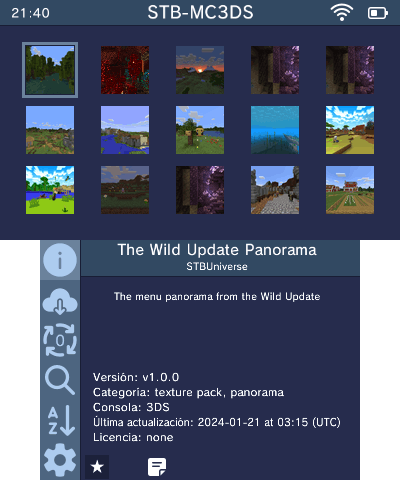 21:40
STB-MC3DS
The Wild Update Panorama
STBUniverse
The menu panorama from the Wild Update
0
A
Z
Versión: v1.0.0
Categoría: texture pack, panorama
Consola: 3DS
Última actualización: 2024-01-21 at 03:15 (UTC)
Licencia: none